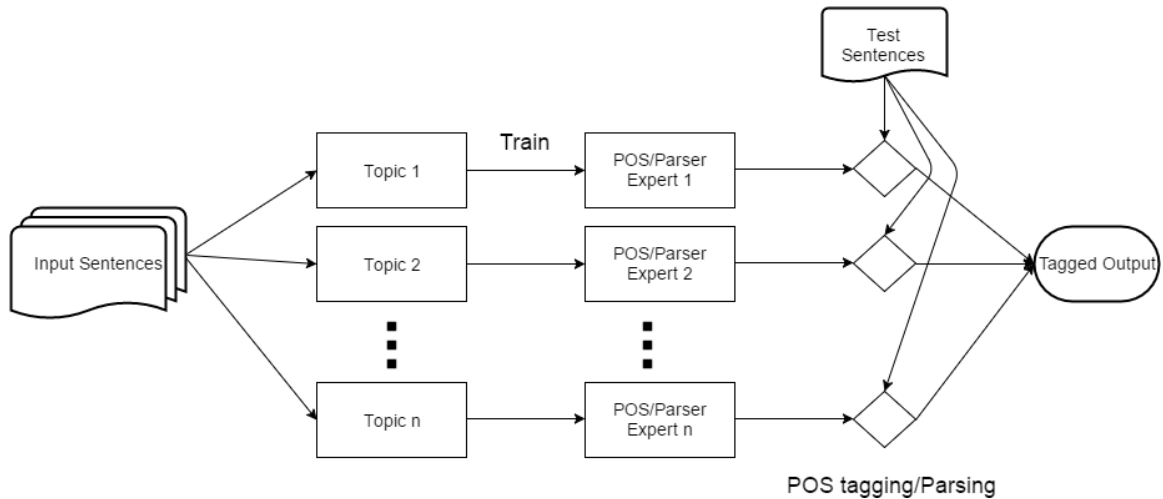 Test
Sentences
Train
Topic 1
POS/Parser
Expert 1
Input Sentences
Topic 2
POS/Parser
Expert 2
Tagged Output
Topic n
POS/Parser
Expert n
POS tagging/Parsing